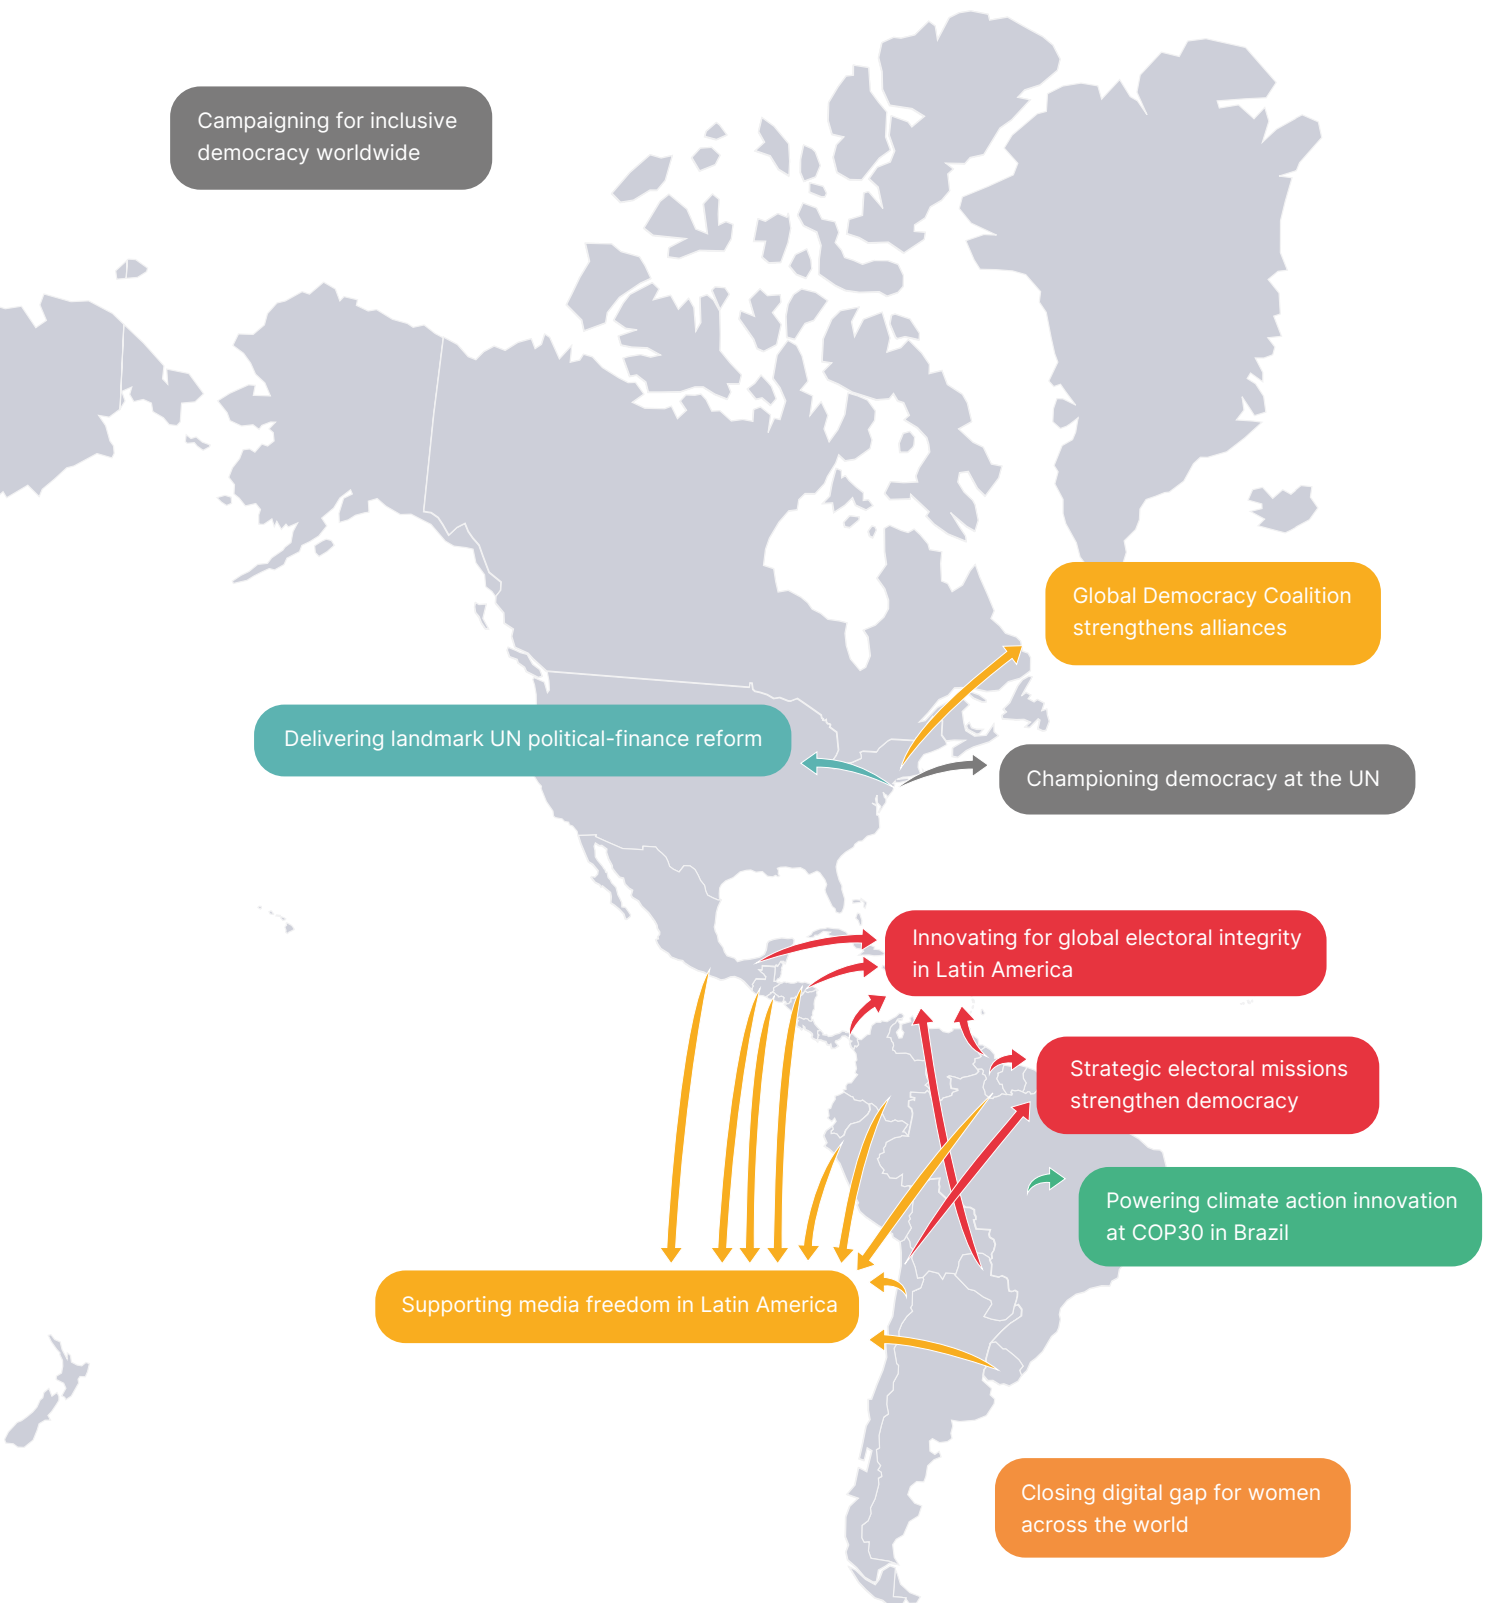 Campaigning for inclusive
democracy worldwide
Global Democracy Coalition
strengthens alliances
Delivering landmark UN political-finance reform
Championing democracy at the UN
Innovating for global electoral integrity
in Latin America
Strategic electoral missions
strengthen democracy
Powering climate action innovation
at COP30 in Brazil
Supporting media freedom in Latin America
Closing digital gap for women
across the world